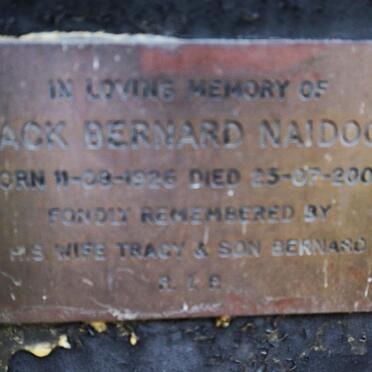 IN LOVING MEMORY OF
ACK BERNARD NAIDOO
ORN 11-08-1926 DIED 25-07-200
FONDLY REMEMBERED BY
HIS WIFE TRACY & SON BERNARD
R. I. P.